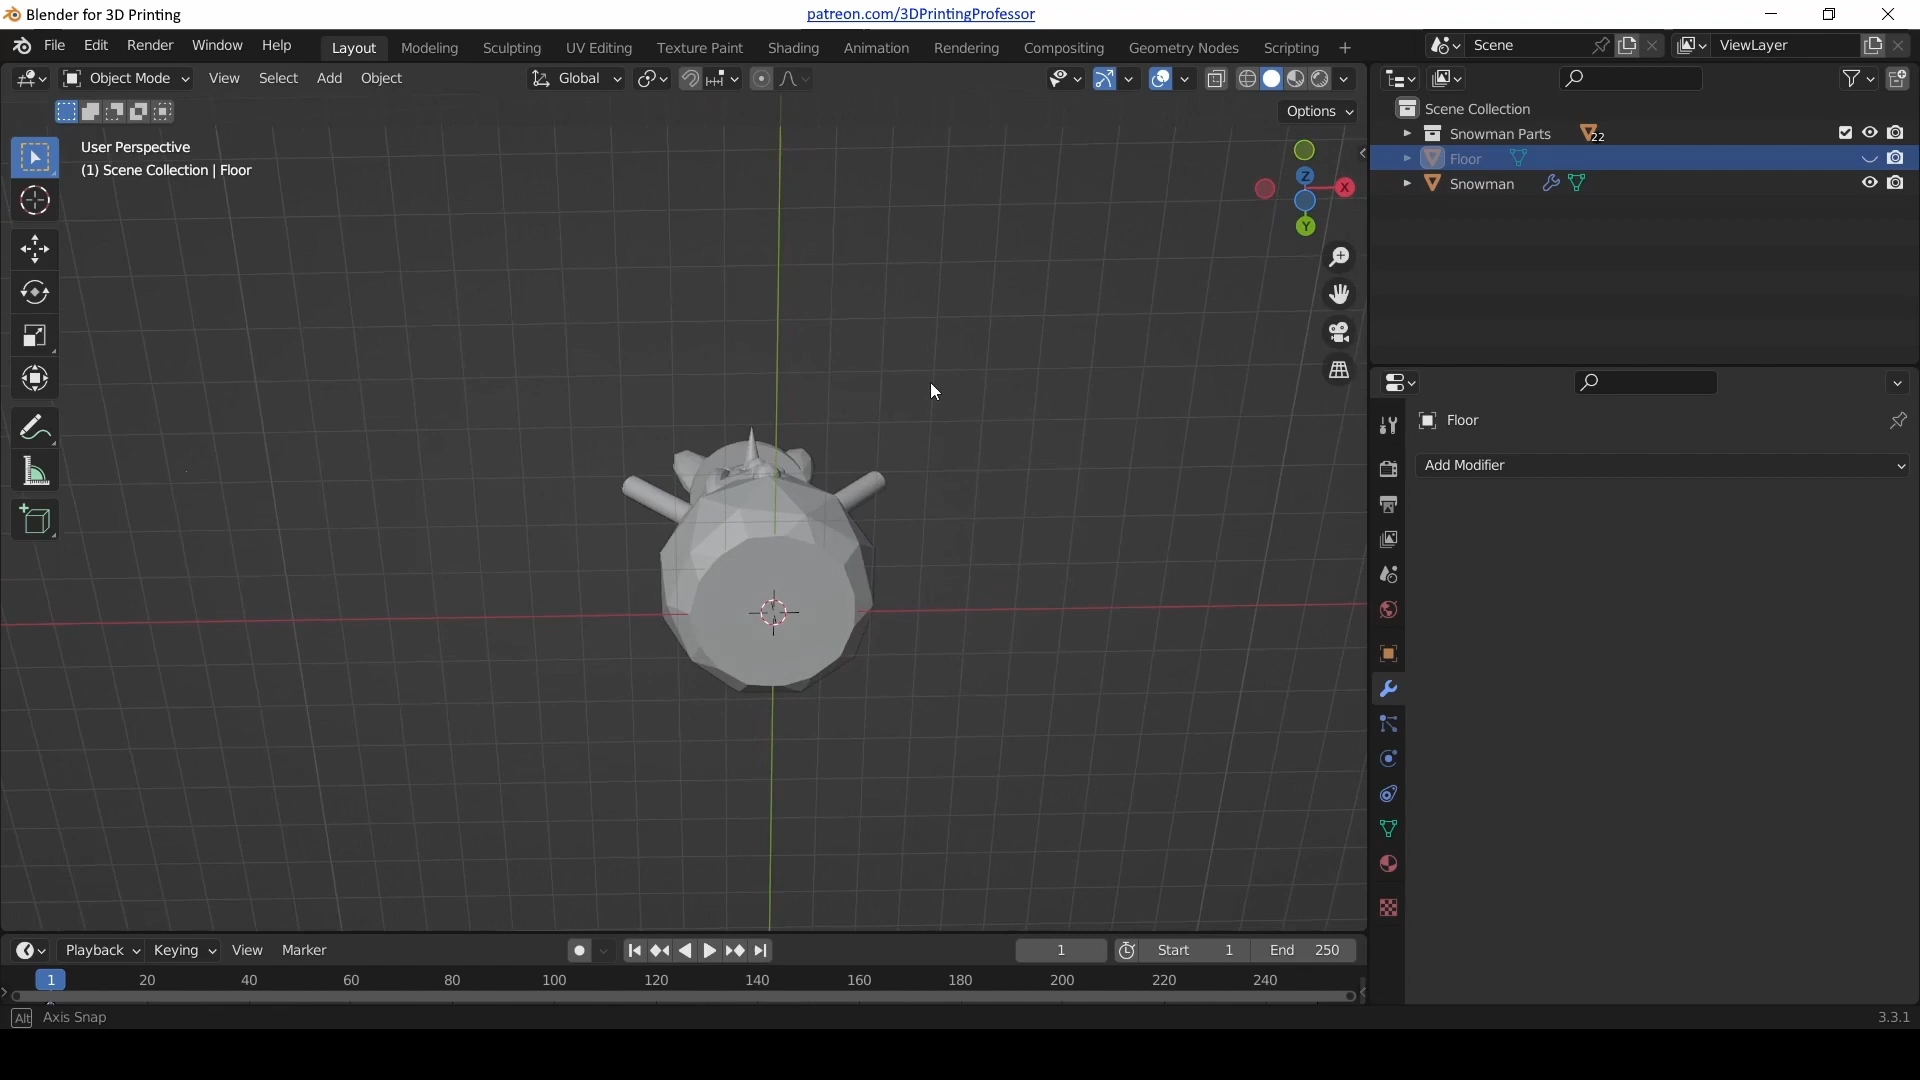 Blender for 3D Printing
patreon.com/3DPrintingProfessor
File Edit Render Window Help
Layout Modeling Sculpting UV Editing Texture Paint Shading Animation Rendering Compositing Geometry Nodes Scripting
Scene
ViewLayer
Object Mode View Select Add Object
Global
Options
User Perspective
(1) Scene Collection | Floor
Z
X
Y
Scene Collection
Snowman Parts 22
Floor
Snowman
Floor
Add Modifier
Playback Keying View Marker
1
Start 1
End 250
1 20 40 60 80 100 120 140 160 180 200 220 240
Alt Axis Snap
3.3.1